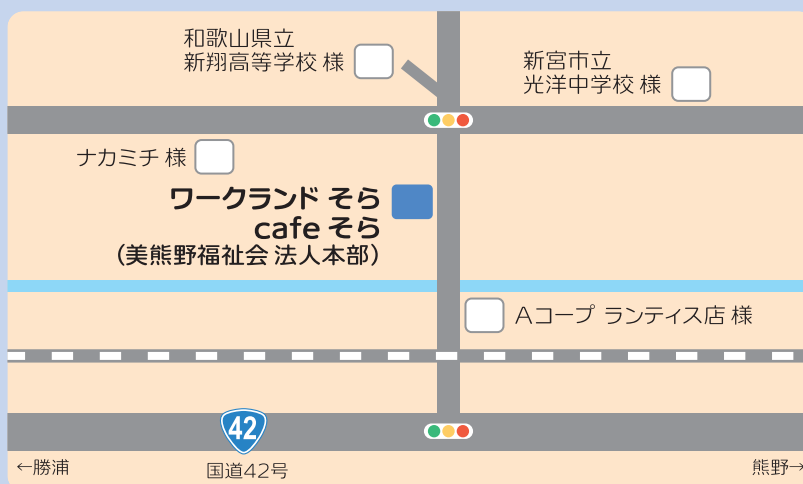 和歌山県立
新翔高等学校 様
新宮市立
光洋中学校 様
ナカミチ 様
ワークランド そら
cafe そら
（美熊野福祉会 法人本部）
Aコープ ランティス店 様
42
国道42号
←勝浦
熊野→